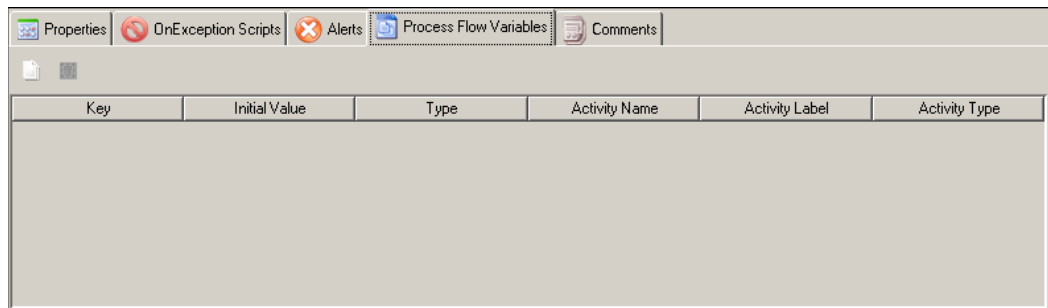 Properties OnException Scripts Alerts Process Flow Variables Comments
Key Initial Value Type Activity Name Activity Label Activity Type